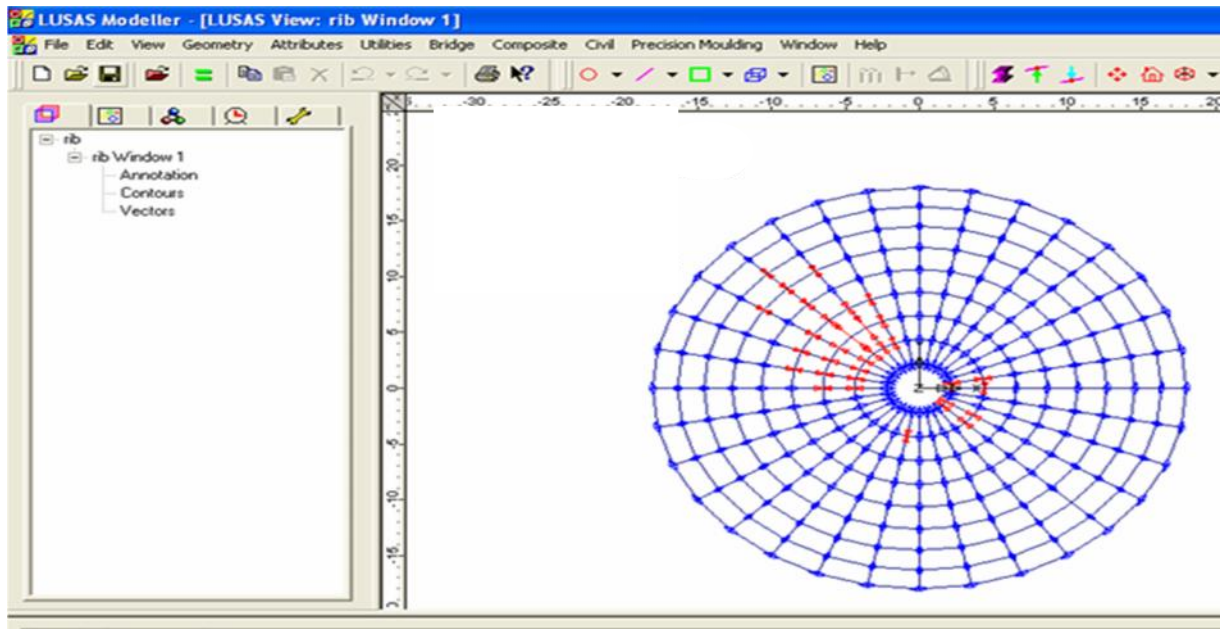 LUSAS Modeller - [LUSAS View: rib Window 1]
File Edit View Geometry Attributes Utilities Bridge Composite Civil Precision Moulding Window Help
-30 -25 -20 -15 -10 -5 0 5 10 15 20
rib
rib Window 1
Annotation
Contours
Vectors
20
15
10
5
0
-5
-10
-15